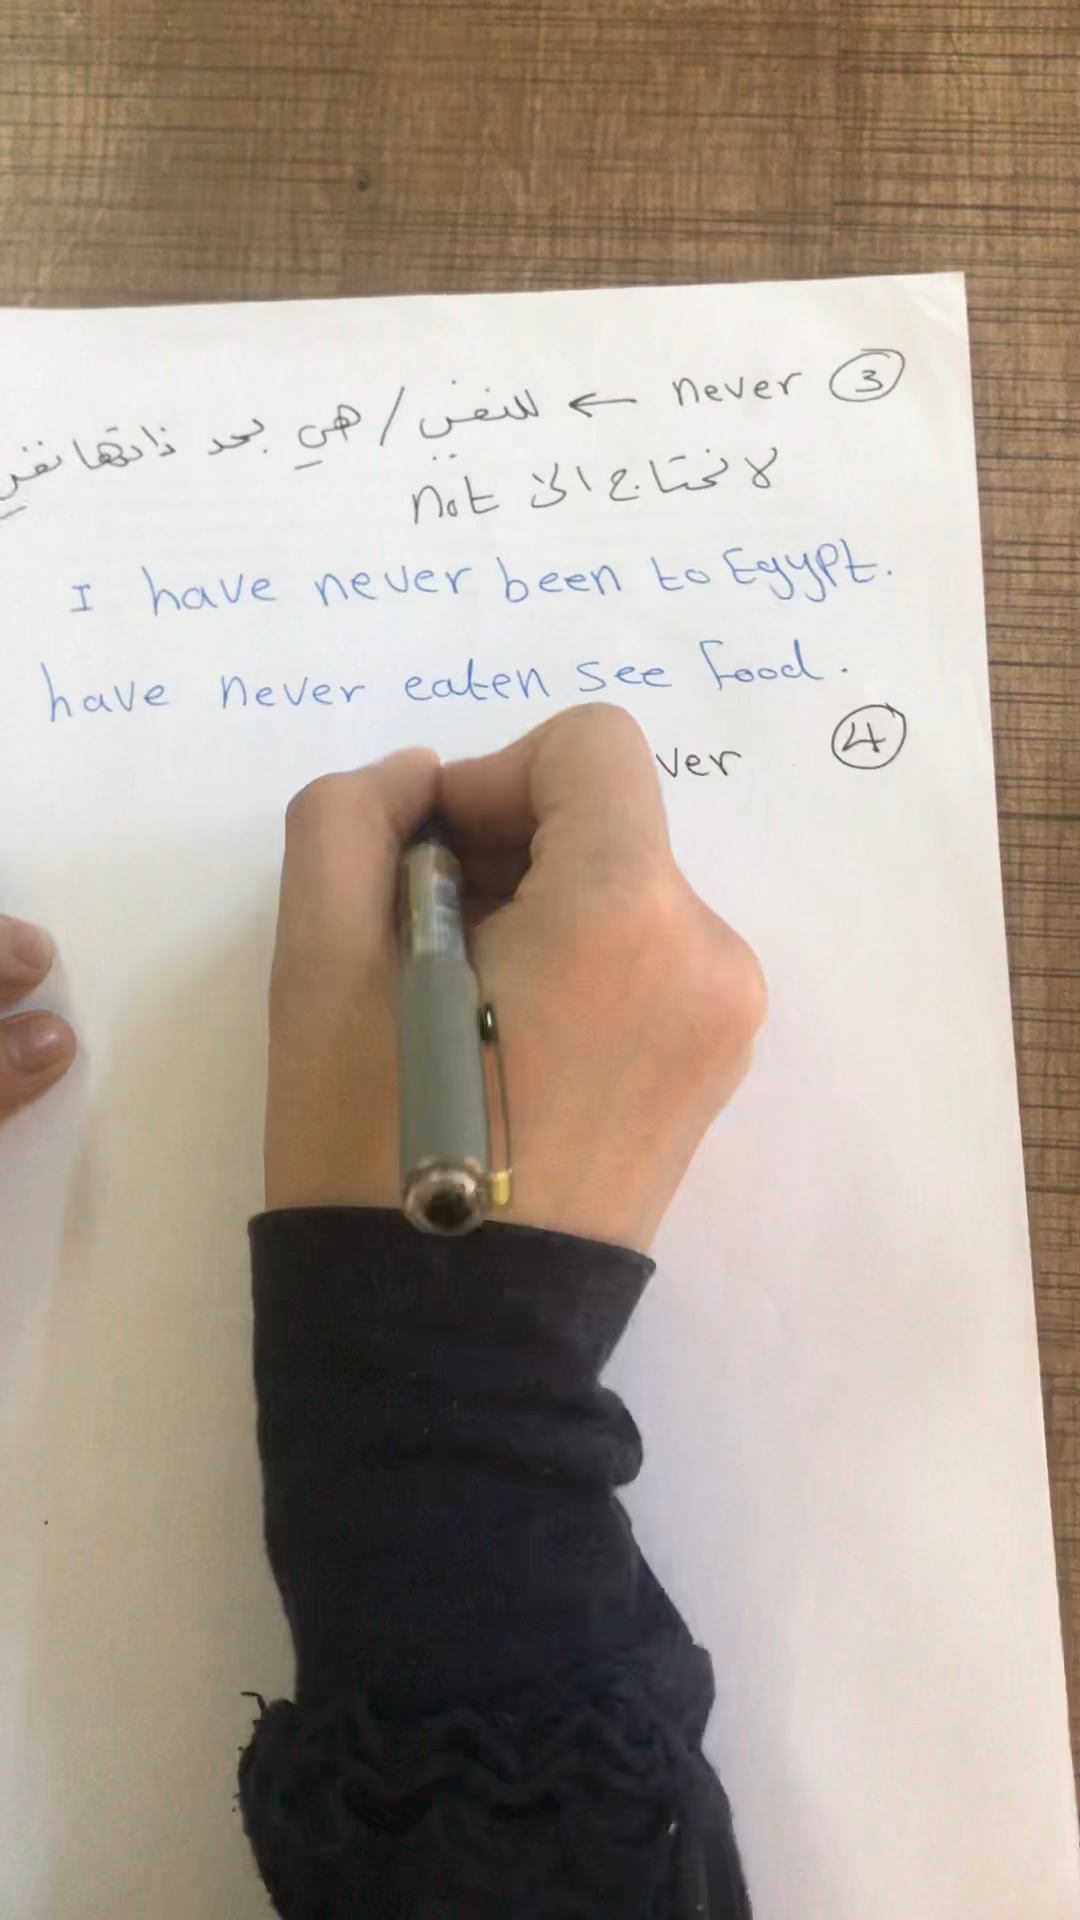 ③ never ← للنفي / هي بحد ذاتها نفي
لا نحتاج الى not
I have never been to Egypt.
have never eaten see food.
④ ver